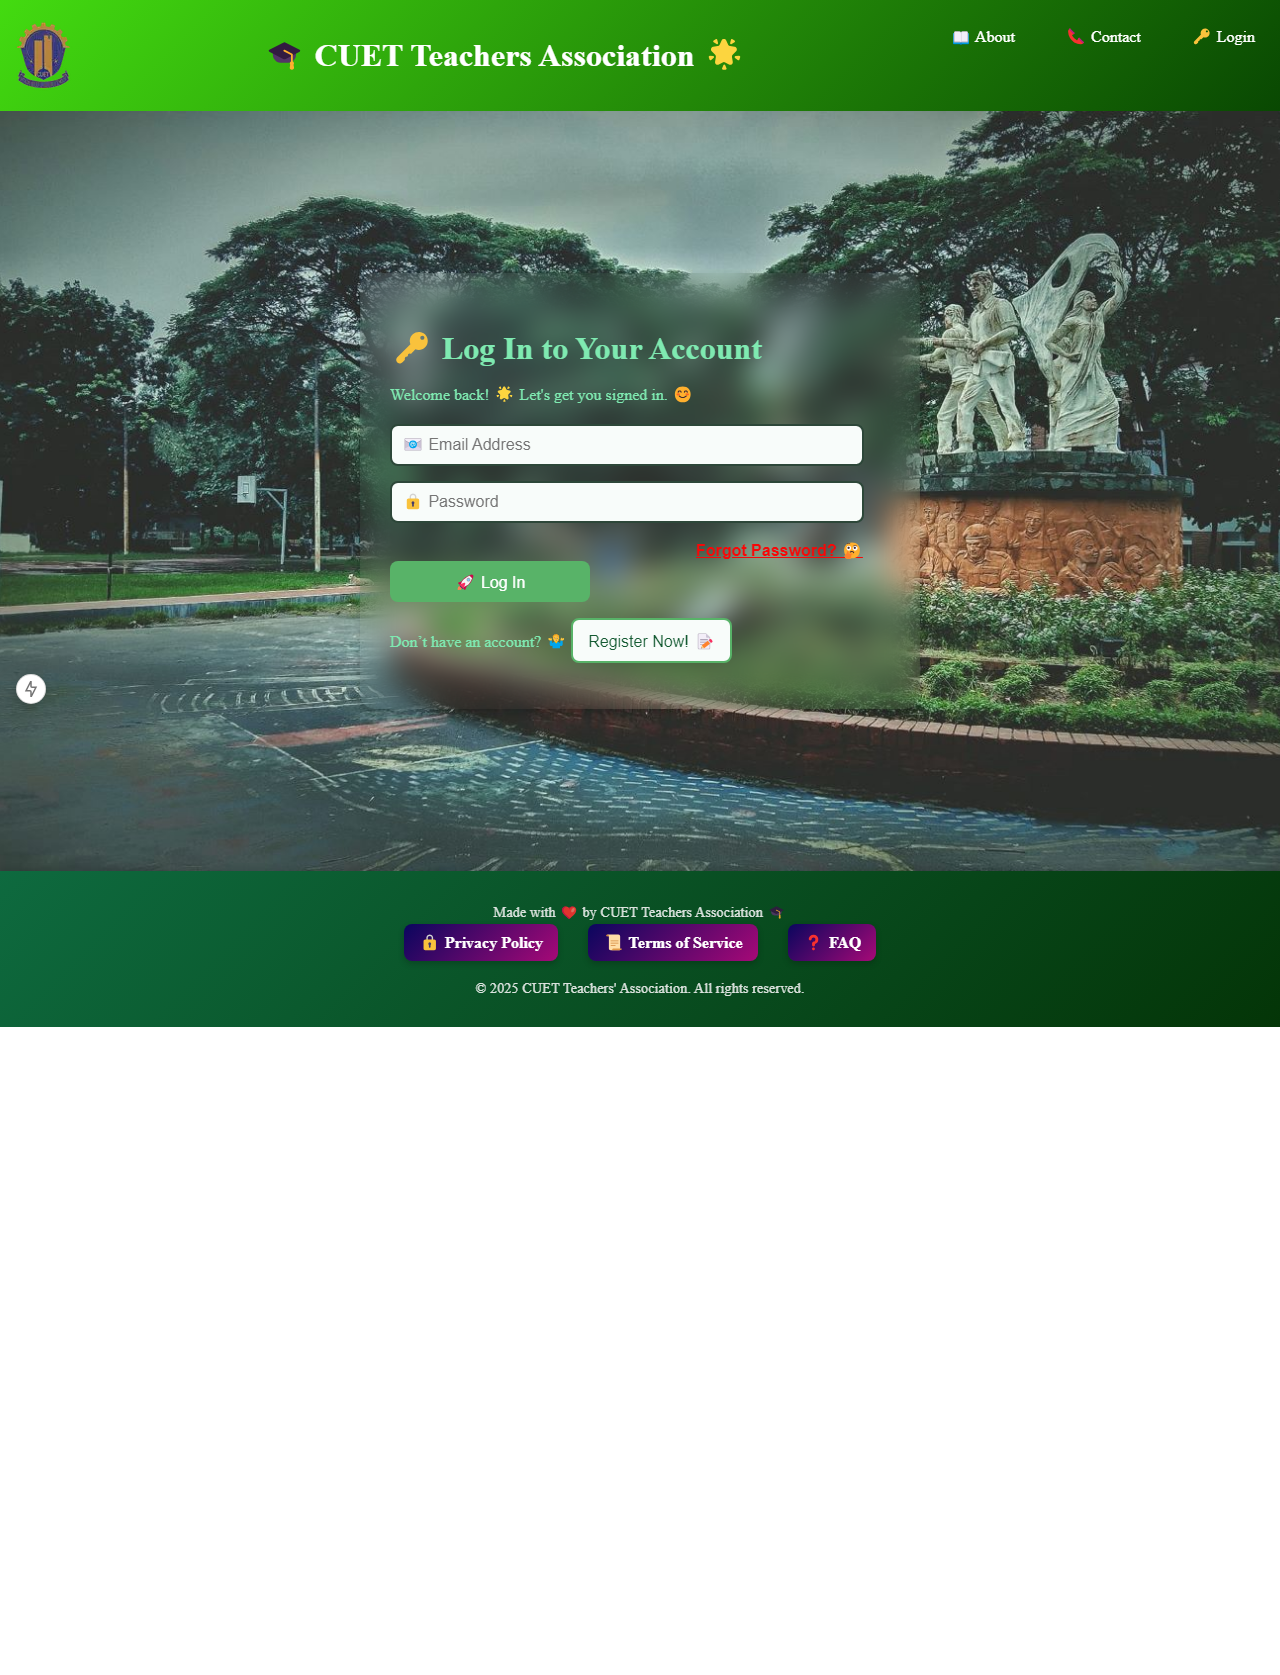 🎓 CUET Teachers Association 🌟
📖 About
📞 Contact
🔑 Login
🔑 Log In to Your Account
Welcome back! 🌟 Let's get you signed in. 😊
📧 Email Address
🔒 Password
Forgot Password? 🤔
🚀 Log In
Don't have an account? 🤷 Register Now! 📝
Made with ❤️ by CUET Teachers Association 🎓
🔒 Privacy Policy
📜 Terms of Service
❓ FAQ
© 2025 CUET Teachers' Association. All rights reserved.